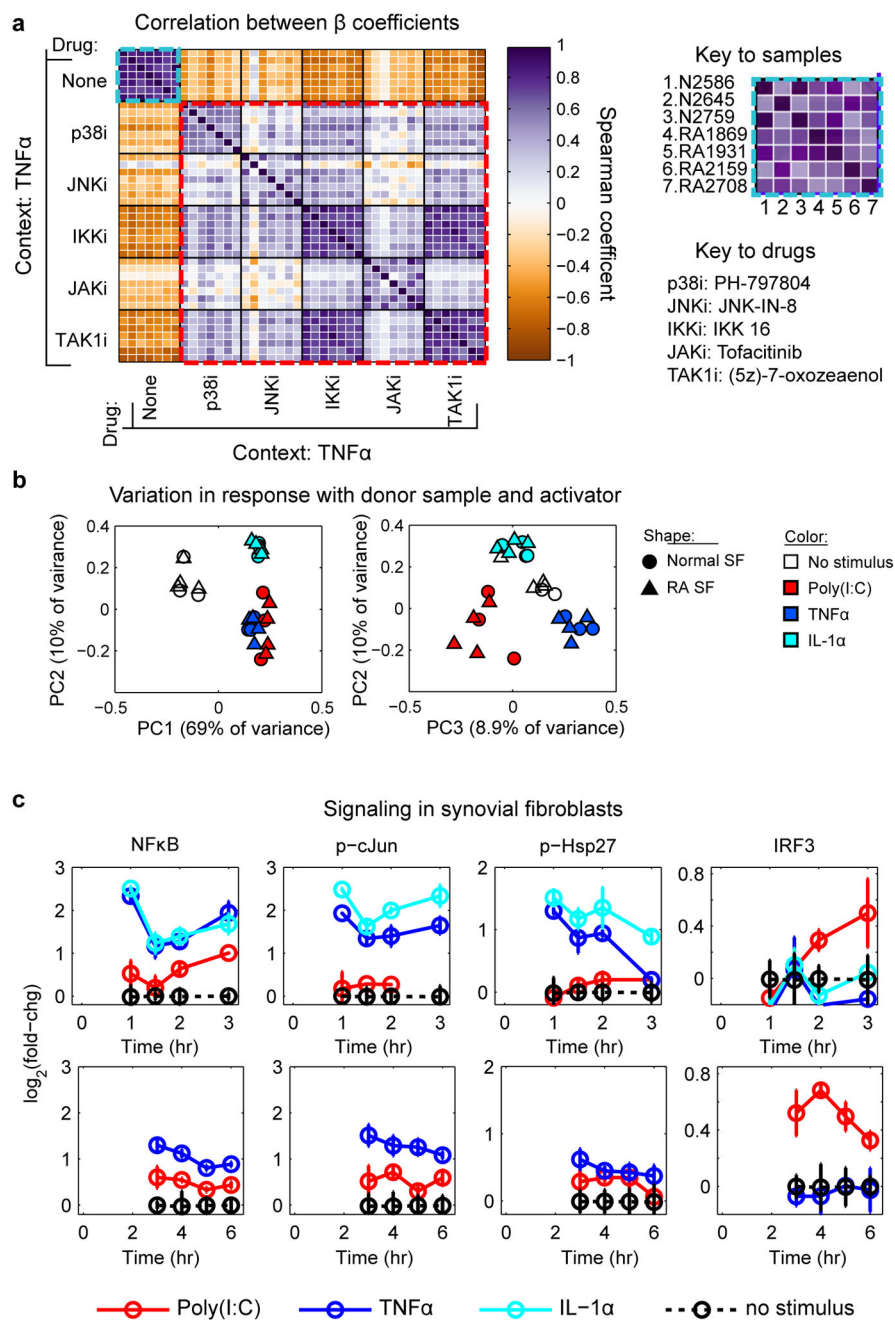 a
Correlation between β coefficients
Drug:
None
p38i
JNKi
IKKi
JAKi
TAK1i
Context: TNFα
1
0.8
0.6
0.4
0.2
0
−0.2
−0.4
−0.6
−0.8
−1
Spearman coefficent
Drug:
None
p38i
JNKi
IKKi
JAKi
TAK1i
Context: TNFα
Key to samples
1.N2586
2.N2645
3.N2759
4.RA1869
5.RA1931
6.RA2159
7.RA2708
1 2 3 4 5 6 7
Key to drugs
p38i: PH-797804
JNKi: JNK-IN-8
IKKi: IKK 16
JAKi: Tofacitinib
TAK1i: (5z)-7-oxozeaenol
b
Variation in response with donor sample and activator
PC2 (10% of vairance)
0.4
0.2
0
−0.2
−0.5 0 0.5
PC1 (69% of variance)
PC2 (10% of variance)
0.4
0.2
0
−0.2
−0.5 0 0.5
PC3 (8.9% of variance)
Shape:
Normal SF
RA SF
Color:
No stimulus
Poly(I:C)
TNFα
IL-1α
c
Signaling in synovial fibroblasts
log2(fold−chg)
NFκB
3
2
1
0
0 1 2 3
Time (hr)
p−cJun
3
2
1
0
0 1 2 3
Time (hr)
p−Hsp27
2
1
0
0 1 2 3
Time (hr)
IRF3
0.8
0.4
0
0 1 2 3
Time (hr)
3
2
1
0
0 2 4 6
Time (hr)
3
2
1
0
0 2 4 6
Time (hr)
2
1
0
0 2 4 6
Time (hr)
0.8
0.4
0
0 2 4 6
Time (hr)
Poly(I:C) TNFα IL−1α no stimulus